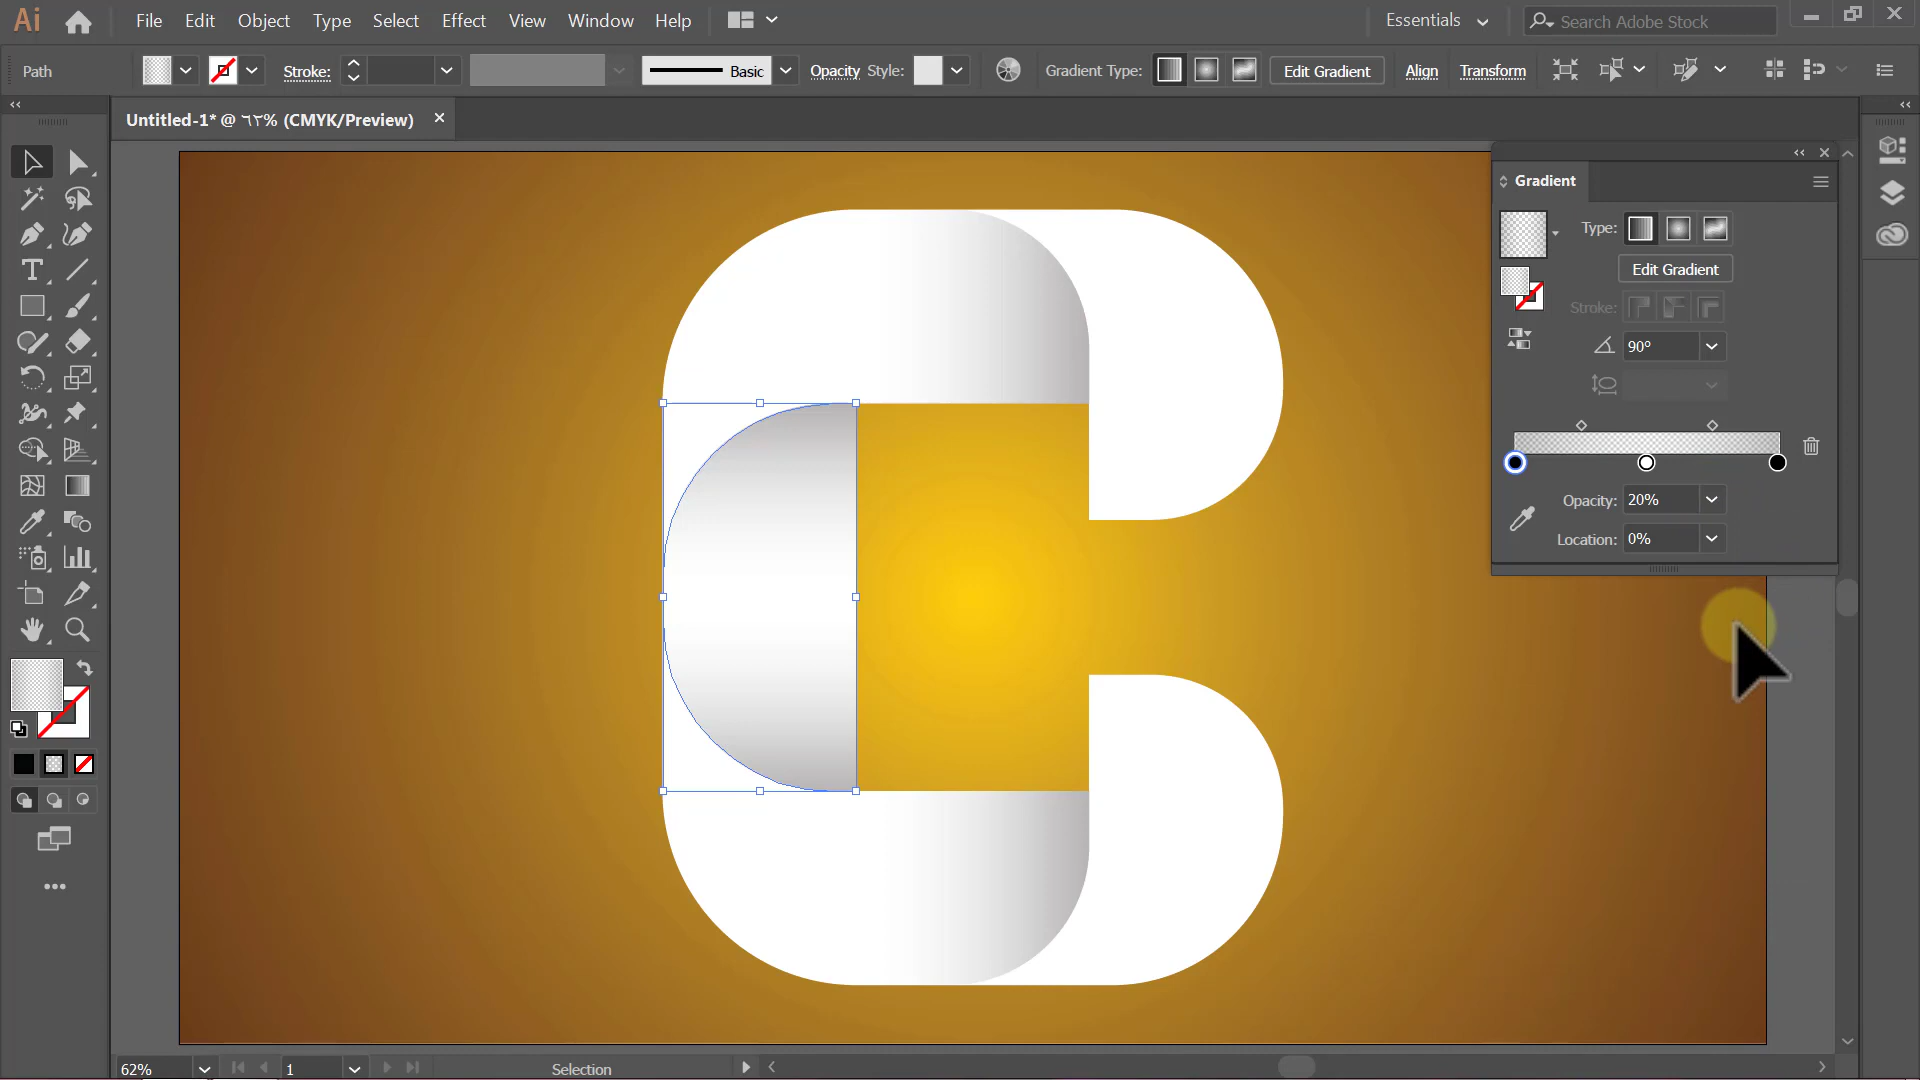 Ai File Edit Object Type Select Effect View Window Help Essentials Search Adobe Stock
Path Stroke: Basic Opacity Style: Gradient Type: Edit Gradient Align Transform
Untitled-1* @ ٦٢% (CMYK/Preview)
Gradient
Type:
Edit Gradient
Stroke:
90°
Opacity: 20%
Location: 0%
62% 1 Selection